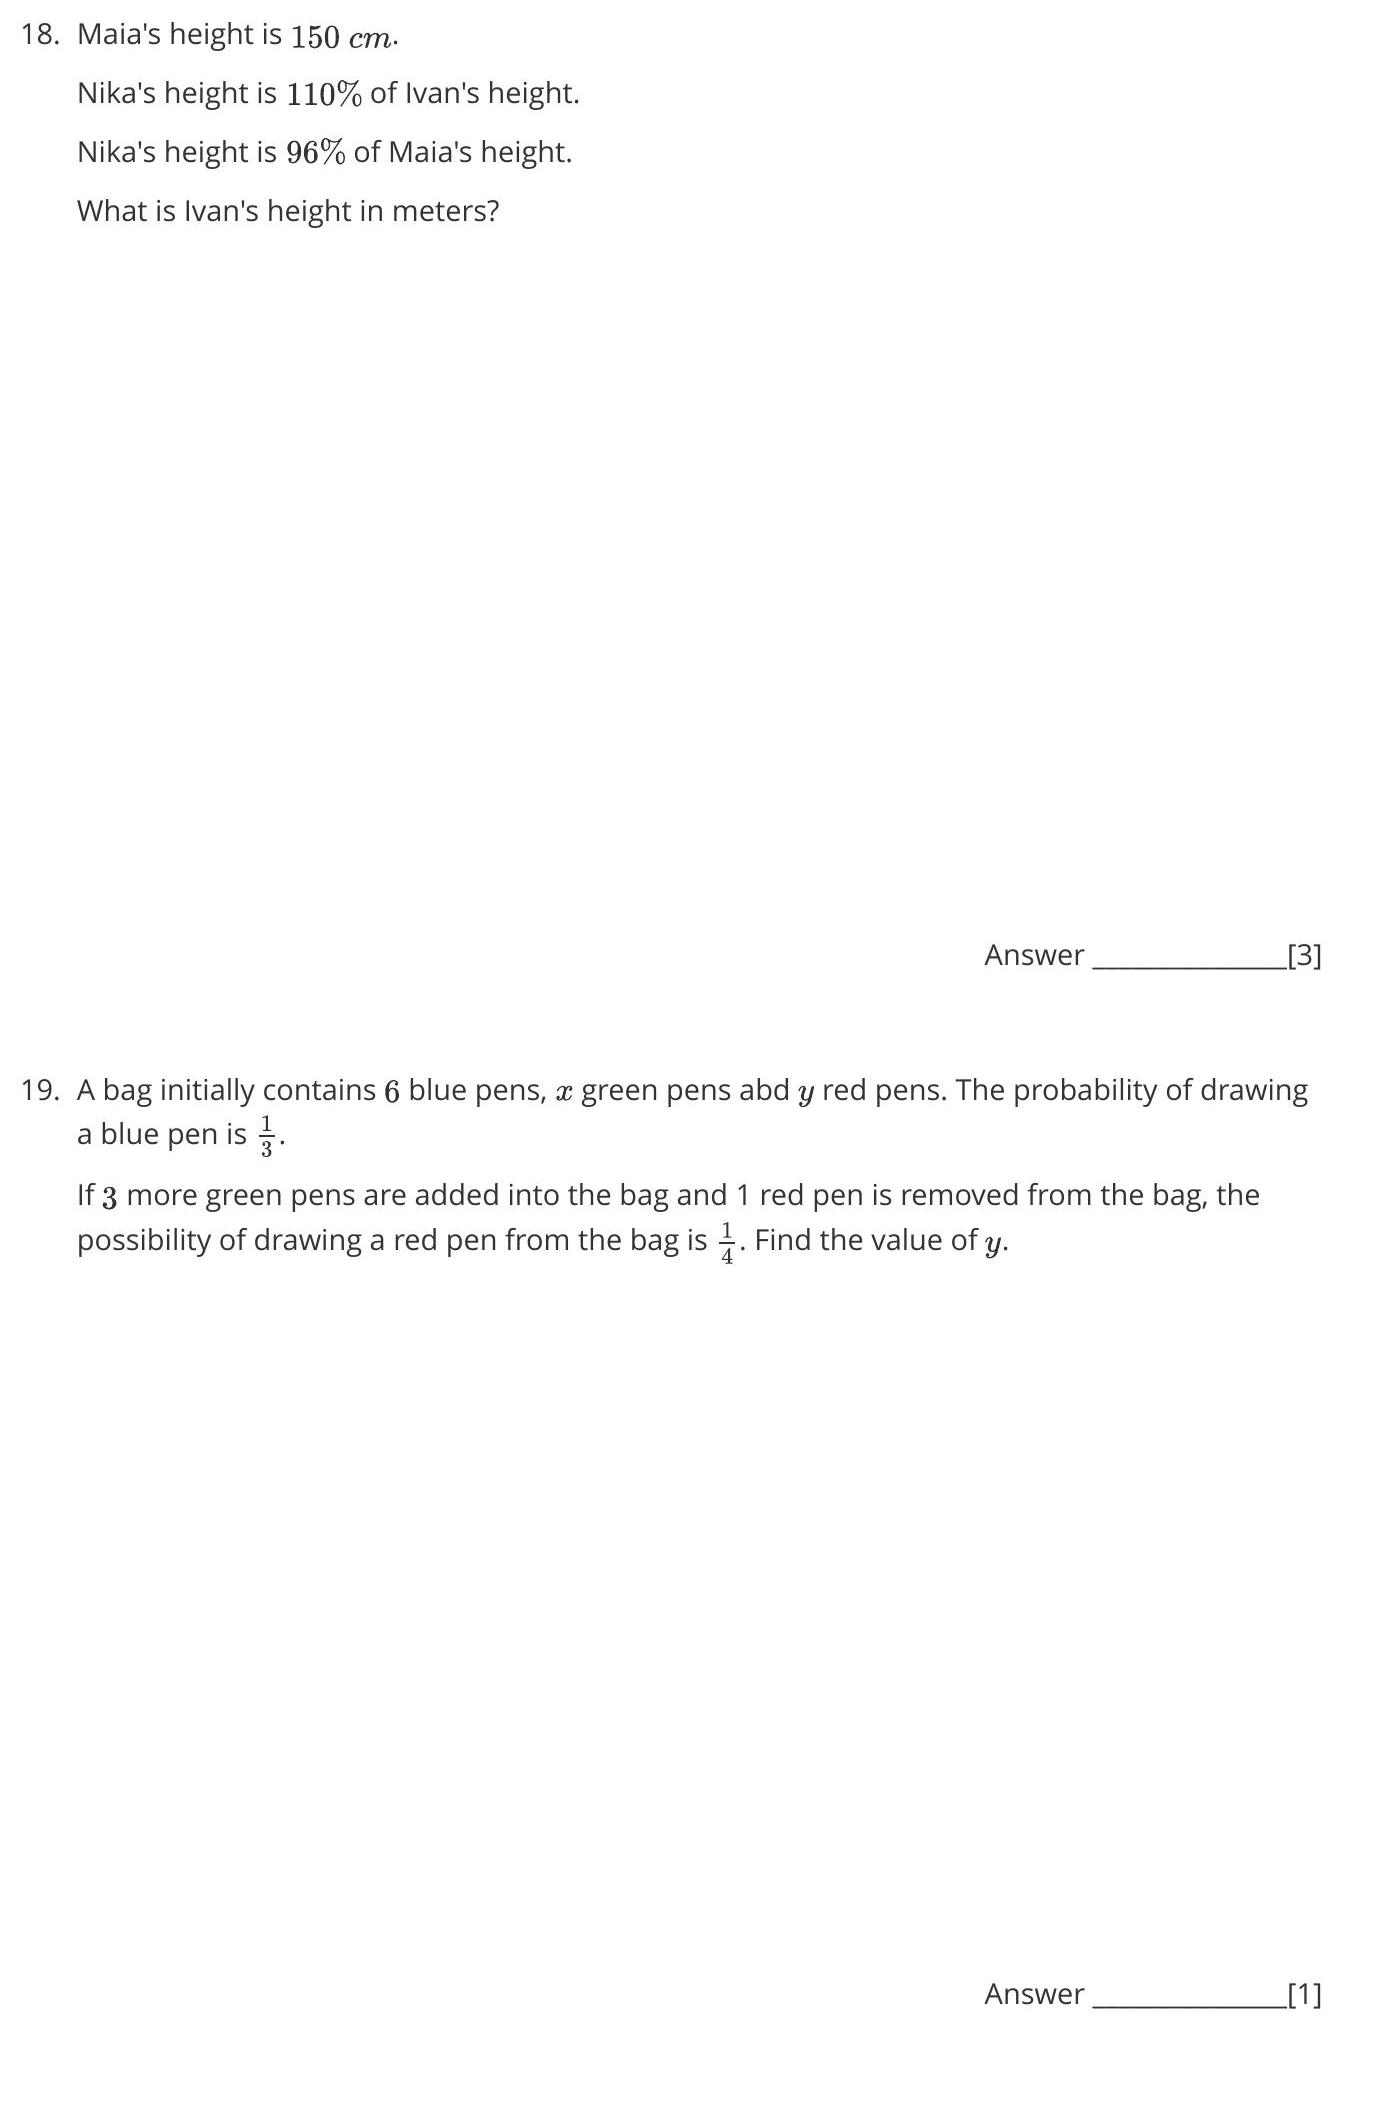 18. Maia's height is 150 cm.
Nika's height is 110% of Ivan's height.
Nika's height is 96% of Maia's height.
What is Ivan's height in meters?
Answer ____________[3]
19. A bag initially contains 6 blue pens, x green pens abd y red pens. The probability of drawing
a blue pen is 1/3.
If 3 more green pens are added into the bag and 1 red pen is removed from the bag, the
possibility of drawing a red pen from the bag is 1/4. Find the value of y.
Answer ____________[1]